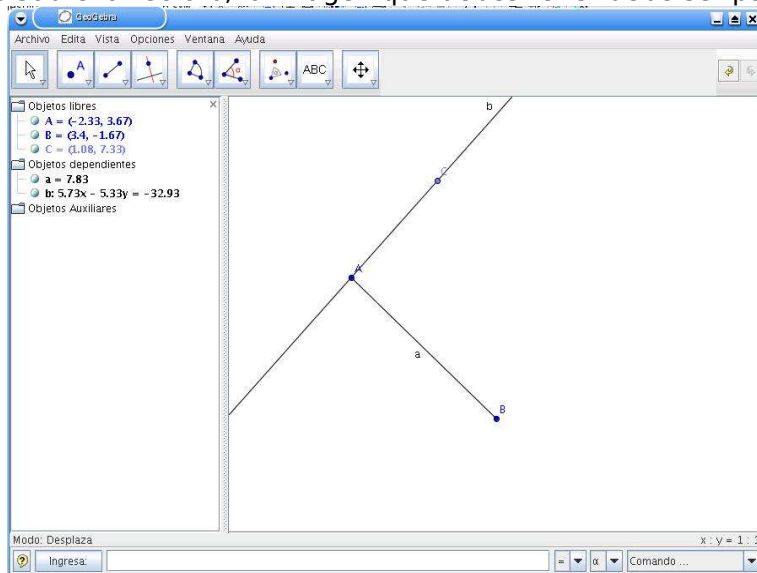 GeoGebra
Archivo Edita Vista Opciones Ventana Ayuda
A
α
ABC
Objetos libres
A = (-2.33, 3.67)
B = (3.4, -1.67)
C = (1.08, 7.33)
Objetos dependientes
a = 7.83
b: 5.73x - 5.33y = -32.93
Objetos Auxiliares
b
C
A
a
B
Modo: Desplaza
x : y = 1 : 1
Ingresa:
= α Comando ...